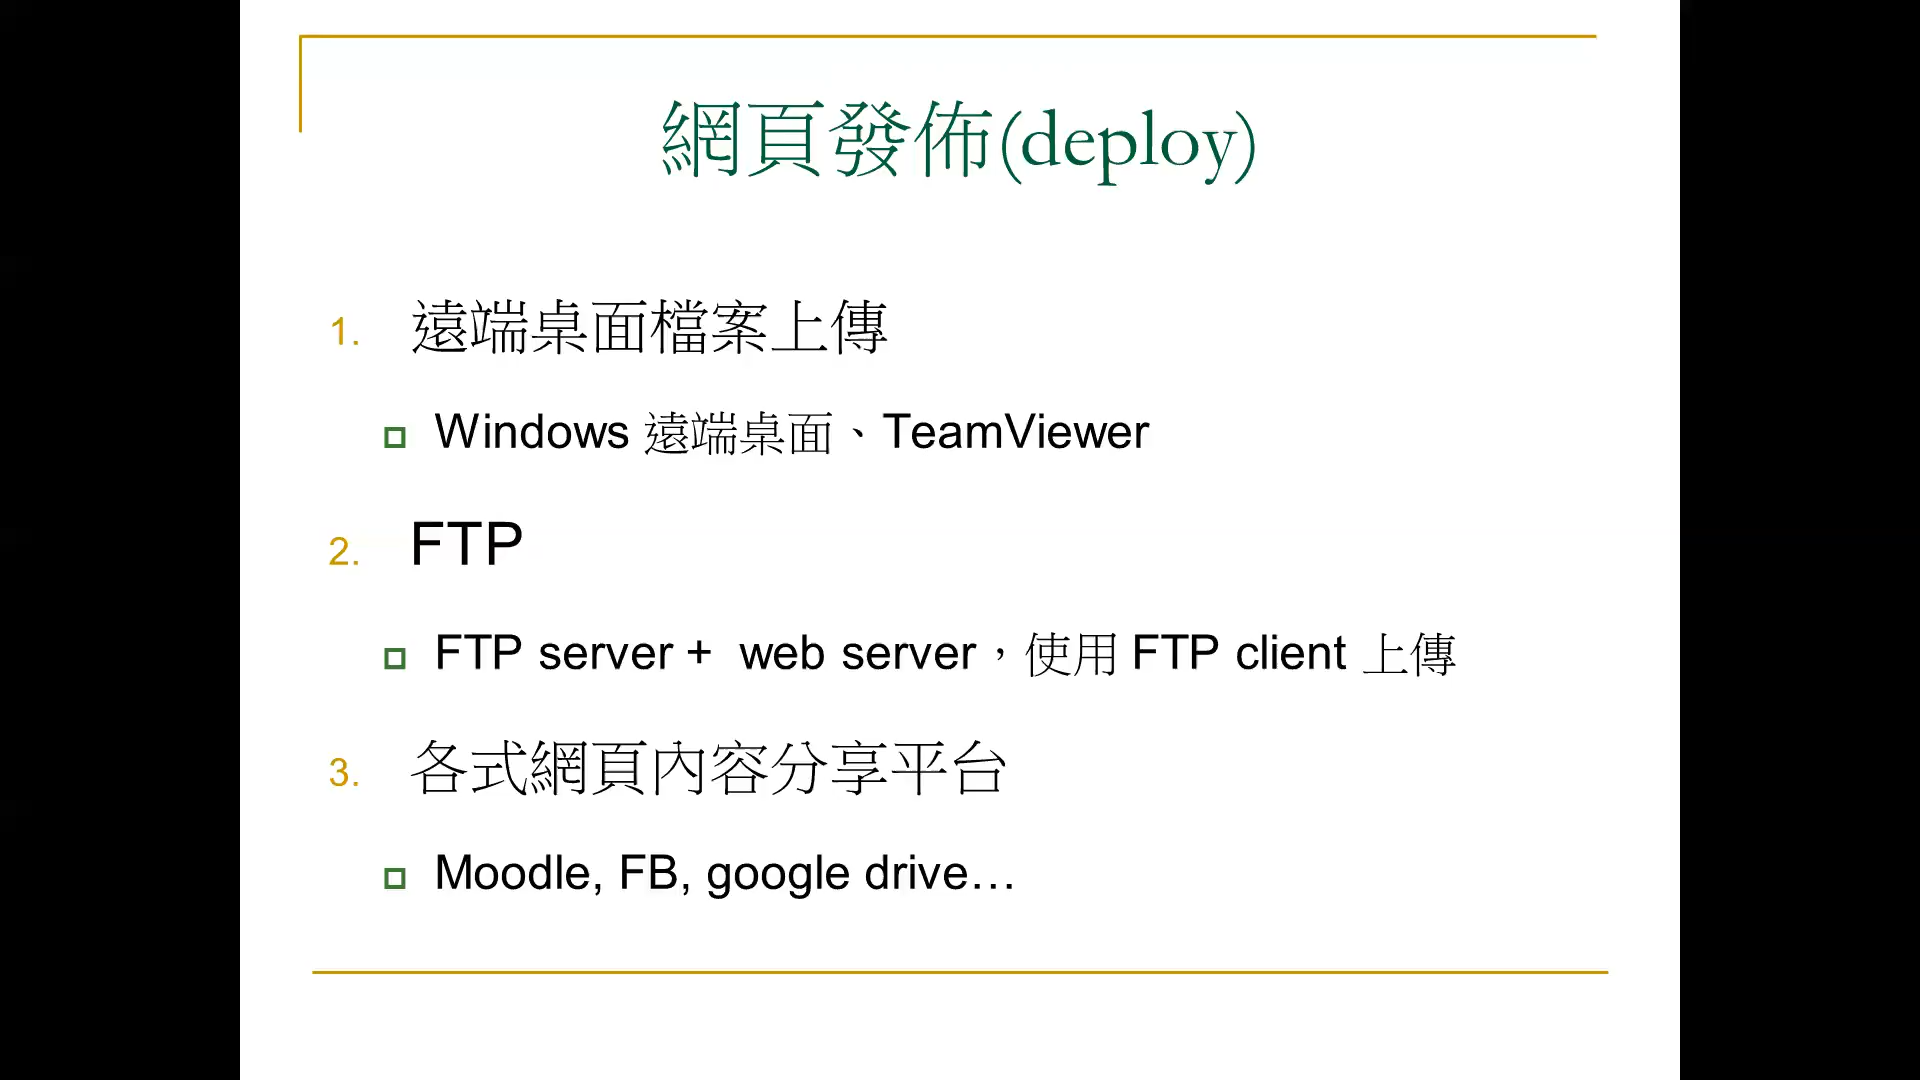 網頁發佈(deploy)
1. 遠端桌面檔案上傳
Windows 遠端桌面、TeamViewer
2. FTP
FTP server + web server，使用 FTP client 上傳
3. 各式網頁內容分享平台
Moodle, FB, google drive…